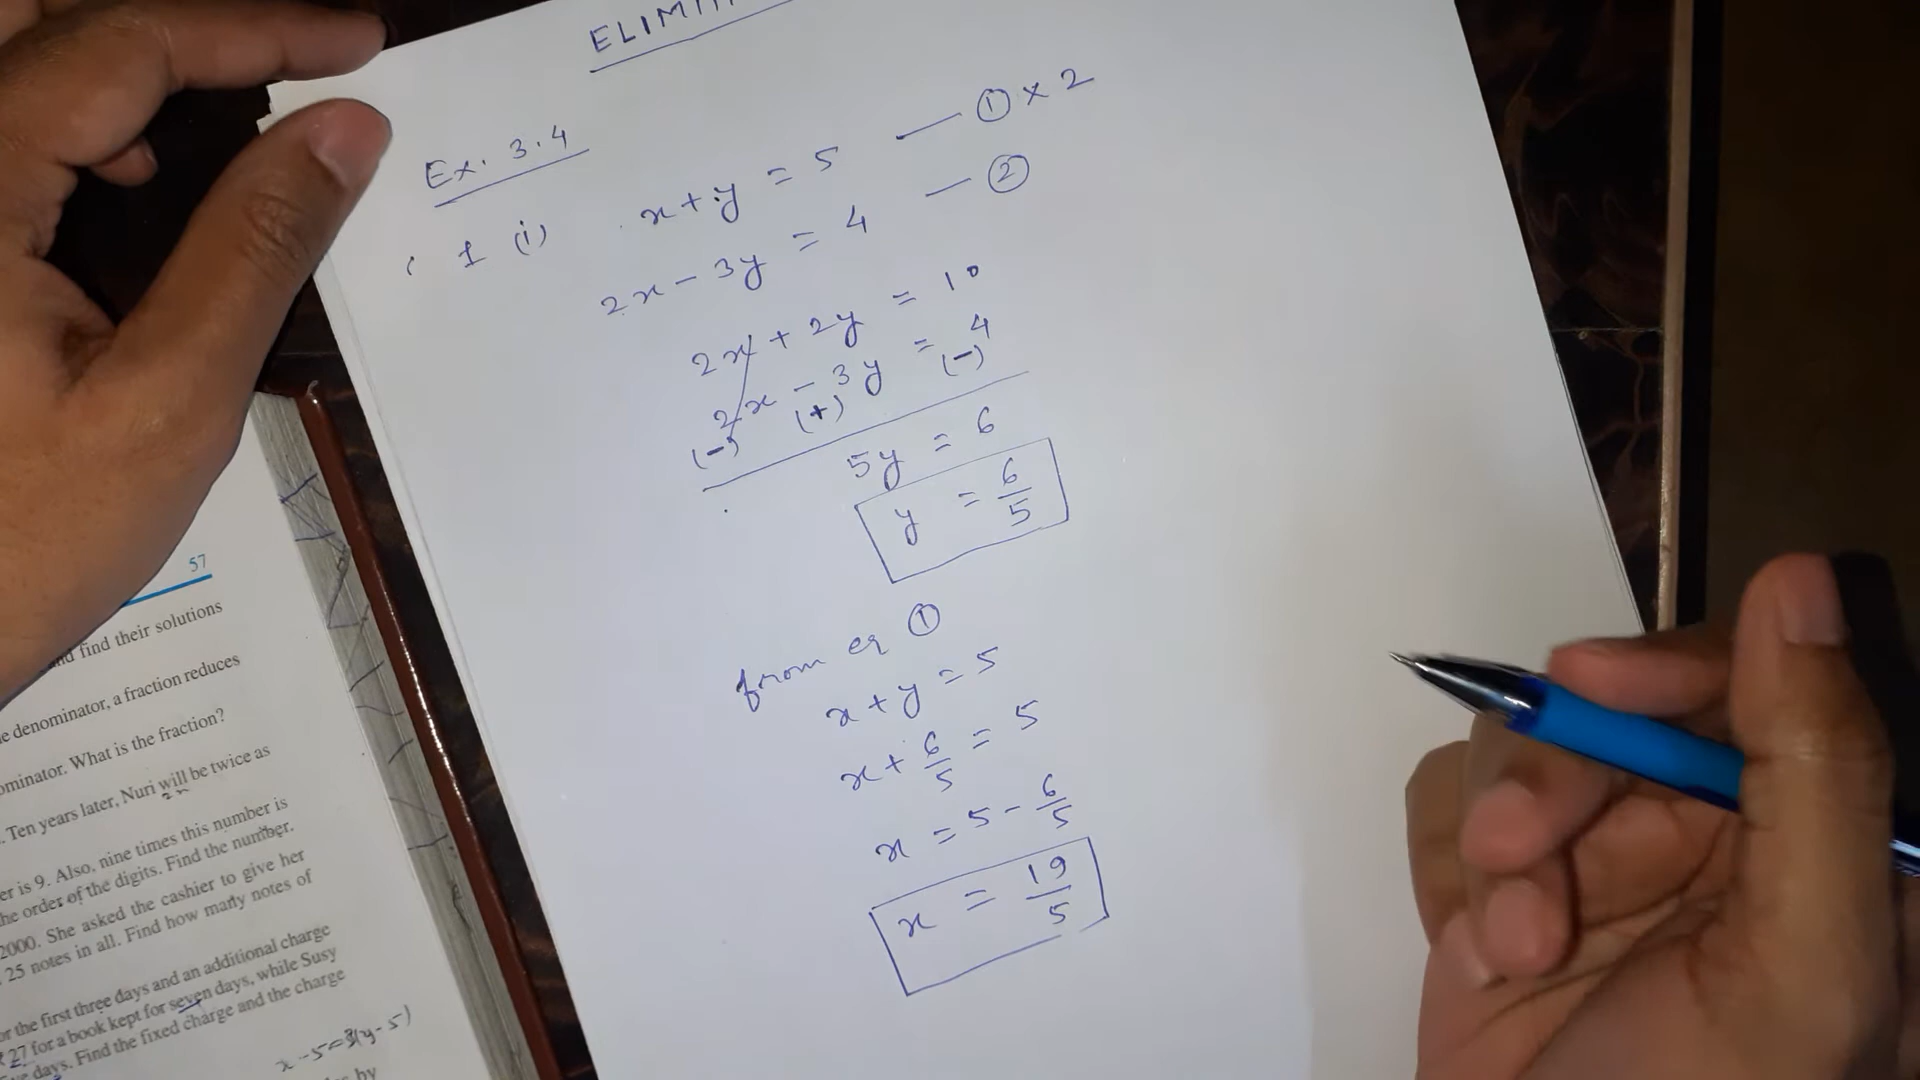 Ex. 3.4
1 (i) x + y = 5 — ① × 2
2x - 3y = 4 — ②
2x + 2y = 10
2x - 3y = 4
(-) (+) (-)
5y = 6
y = 6/5
from eq ①
x + y = 5
x + 6/5 = 5
x = 5 - 6/5
x = 19/5
57
find their solutions
denominator, a fraction reduces
What is the fraction?
Ten years later, Nuri will be twice as
is 9. Also, nine times this number is
order of the digits. Find the number.
2000. She asked the cashier to give her
25 notes in all. Find how many notes of
for the first three days and an additional charge
27 for a book kept for seven days, while Susy
days. Find the fixed charge and the charge
x - 5 = 3(y - 5)
by